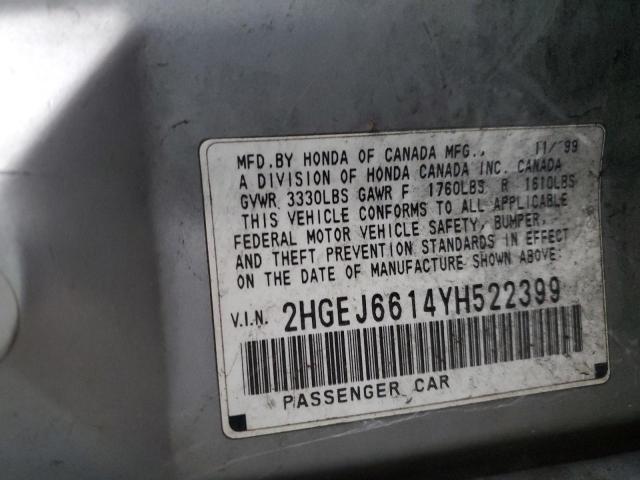 MFD. BY HONDA OF CANADA MFG., 11/99
A DIVISION OF HONDA CANADA INC. CANADA
GVWR 3330LBS GAWR F 1760LBS R 1610LBS
THIS VEHICLE CONFORMS TO ALL APPLICABLE
FEDERAL MOTOR VEHICLE SAFETY, BUMPER,
AND THEFT PREVENTION STANDARDS IN EFFECT
ON THE DATE OF MANUFACTURE SHOWN ABOVE.
V.I.N. 2HGEJ6614YH522399
PASSENGER CAR